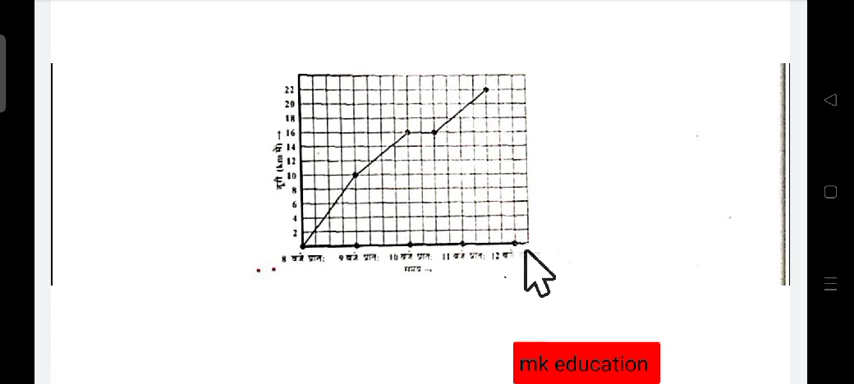 22
20
18
16
14
12
10
8
6
4
2
दूरी (km में) →
8 बजे प्रात: 9 बजे प्रात: 10 बजे प्रात: 11 बजे प्रात: 12 बजे
समय →
mk education